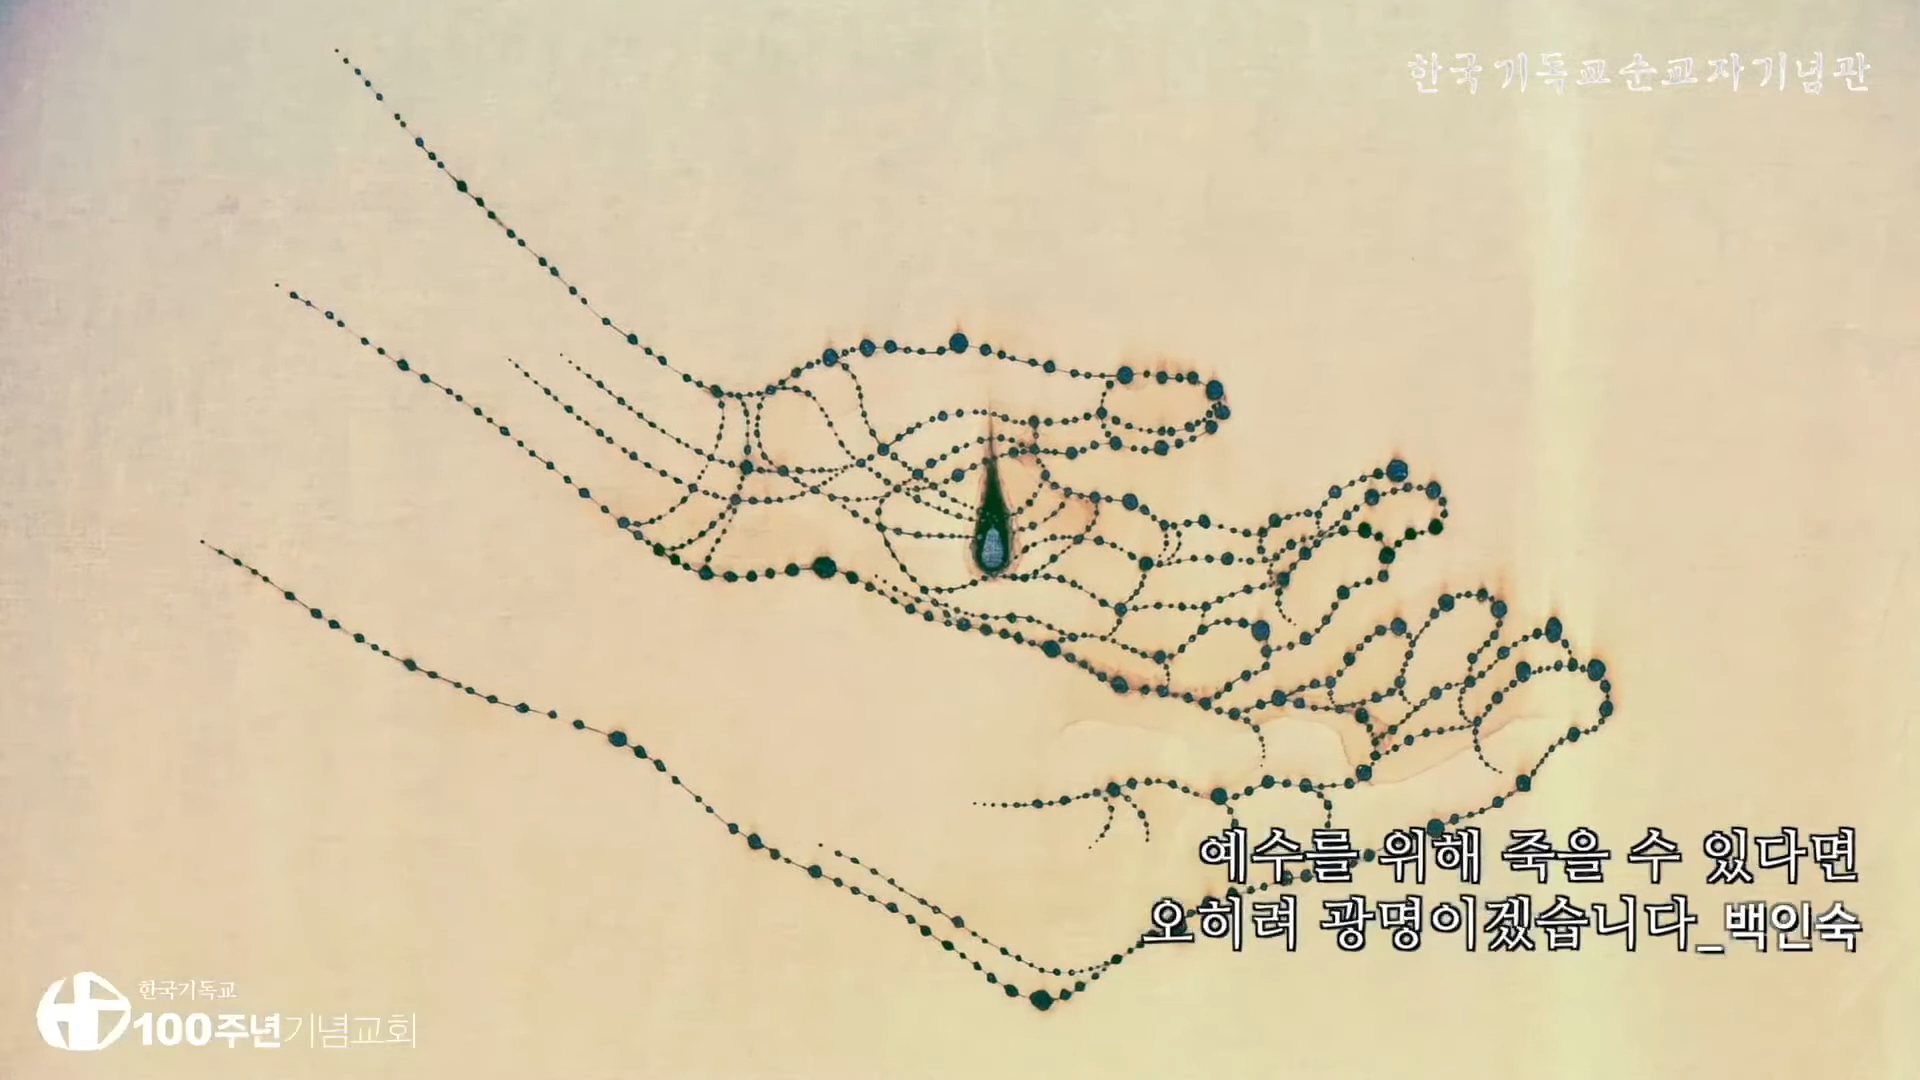 한국기독교순교자기념관
예수를 위해 죽을 수 있다면
오히려 광명이겠습니다_백인숙
한국기독교
100주년기념교회